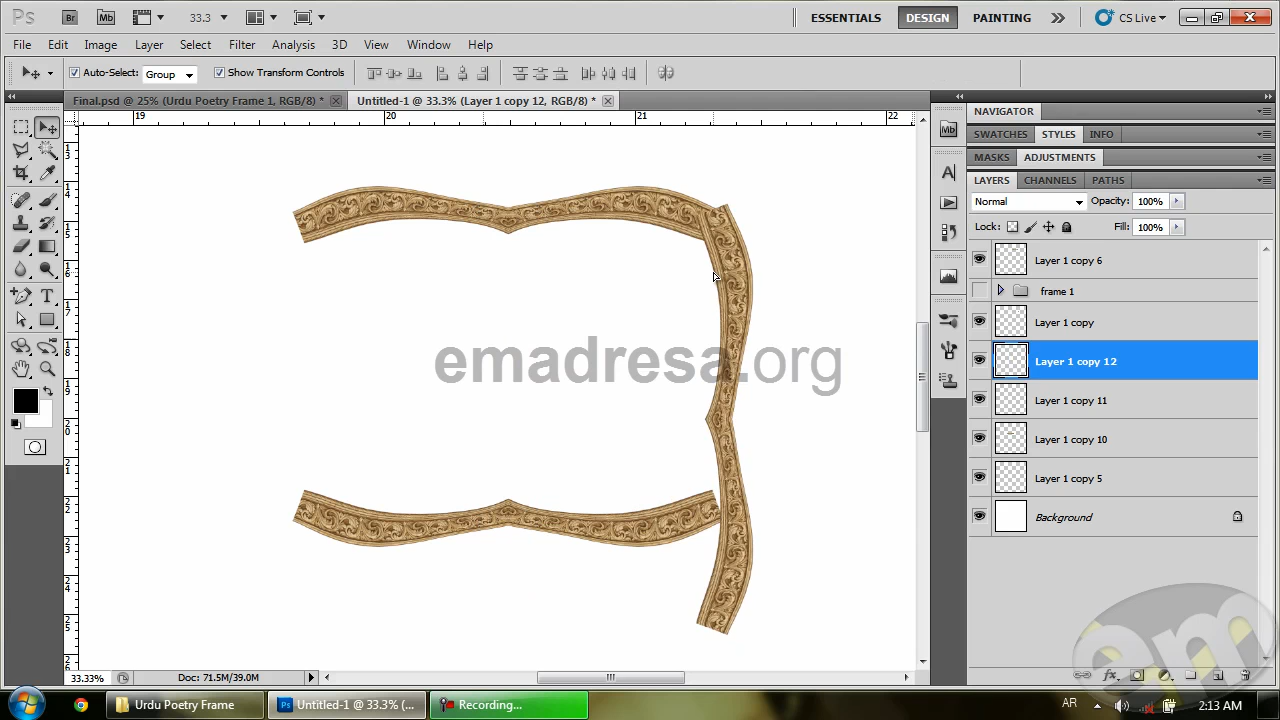 Ps Br Mb 33.3 ESSENTIALS DESIGN PAINTING CS Live
File Edit Image Layer Select Filter Analysis 3D View Window Help
Auto-Select: Group Show Transform Controls
Final.psd @ 25% (Urdu Poetry Frame 1, RGB/8) * Untitled-1 @ 33.3% (Layer 1 copy 12, RGB/8) *
19 20 21 22
NAVIGATOR
SWATCHES STYLES INFO
MASKS ADJUSTMENTS
LAYERS CHANNELS PATHS
Normal Opacity: 100%
Lock: Fill: 100%
Layer 1 copy 6
frame 1
Layer 1 copy
Layer 1 copy 12
Layer 1 copy 11
Layer 1 copy 10
Layer 1 copy 5
Background
emadresa.org
em
33.33% Doc: 71.5M/39.0M
Urdu Poetry Frame Untitled-1 @ 33.3% (... Recording... AR 2:13 AM